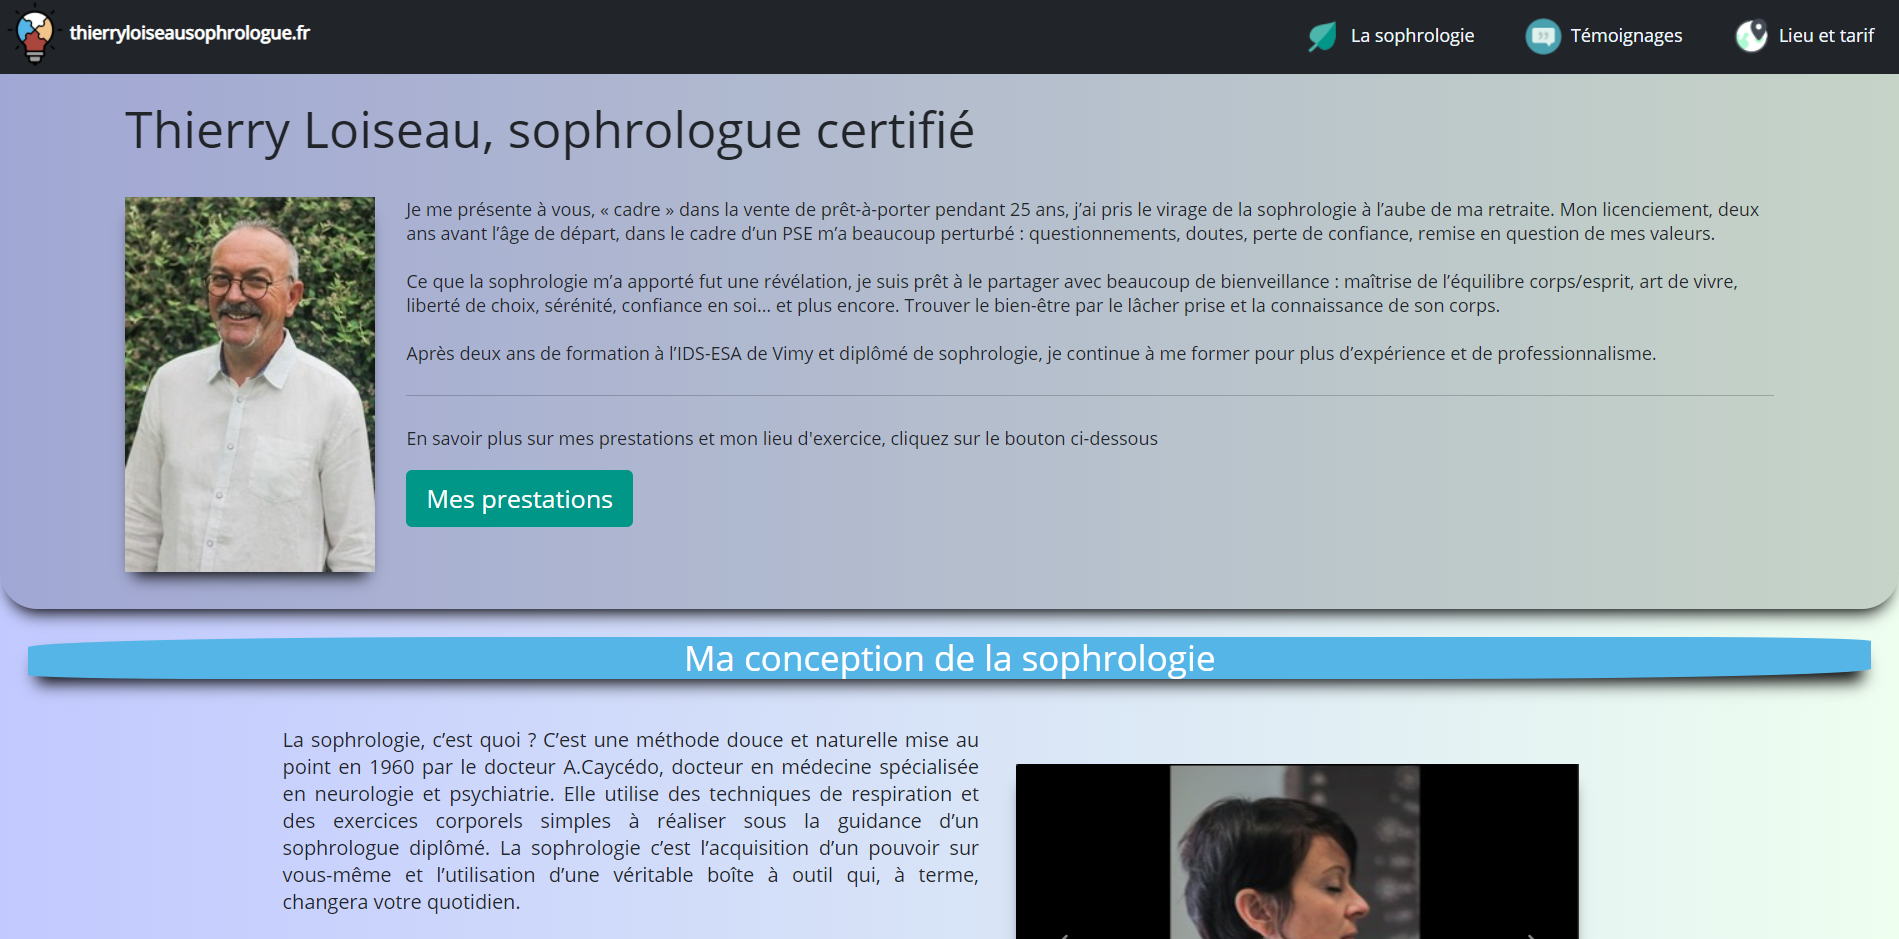 thierryloiseausophrologue.fr
La sophrologie
Témoignages
Lieu et tarif
Thierry Loiseau, sophrologue certifié
Je me présente à vous, « cadre » dans la vente de prêt-à-porter pendant 25 ans, j’ai pris le virage de la sophrologie à l’aube de ma retraite. Mon licenciement, deux
ans avant l’âge de départ, dans le cadre d’un PSE m’a beaucoup perturbé : questionnements, doutes, perte de confiance, remise en question de mes valeurs.
Ce que la sophrologie m’a apporté fut une révélation, je suis prêt à le partager avec beaucoup de bienveillance : maîtrise de l’équilibre corps/esprit, art de vivre,
liberté de choix, sérénité, confiance en soi... et plus encore. Trouver le bien-être par le lâcher prise et la connaissance de son corps.
Après deux ans de formation à l’IDS-ESA de Vimy et diplômé de sophrologie, je continue à me former pour plus d’expérience et de professionnalisme.
En savoir plus sur mes prestations et mon lieu d'exercice, cliquez sur le bouton ci-dessous
Mes prestations
Ma conception de la sophrologie
La sophrologie, c’est quoi ? C’est une méthode douce et naturelle mise au
point en 1960 par le docteur A.Caycédo, docteur en médecine spécialisée
en neurologie et psychiatrie. Elle utilise des techniques de respiration et
des exercices corporels simples à réaliser sous la guidance d’un
sophrologue diplômé. La sophrologie c’est l’acquisition d’un pouvoir sur
vous-même et l’utilisation d’une véritable boîte à outil qui, à terme,
changera votre quotidien.